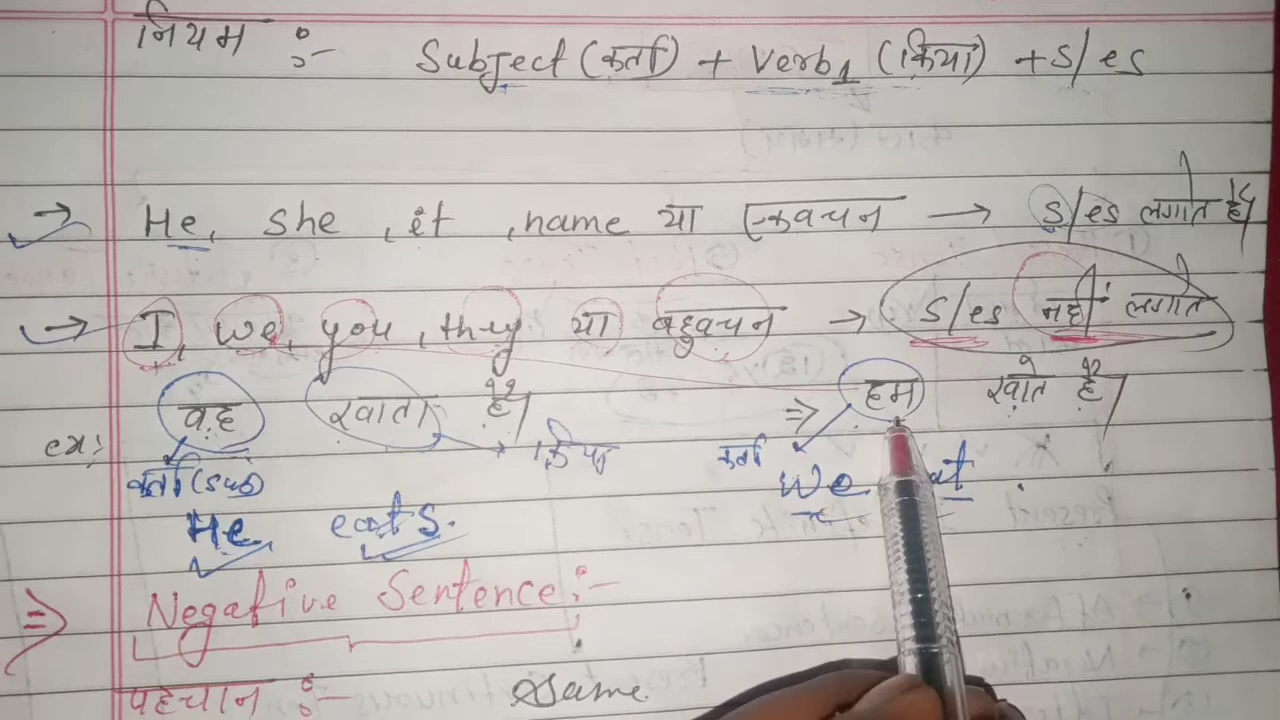 नियम :- Subject (कर्ता) + Verb1 (क्रिया) + s/es
→ He, she, it, name या एकवचन → s/es लगाते हैं।
→ I, we, you, they या बहुवचन → s/es नहीं लगाते
ex: वह खाता है। ⇒ हम खाते हैं।
कर्ता (sub) क्रिया कर्ता
He eats. We at
⇒ Negative Sentence :-
पहचान :- Same